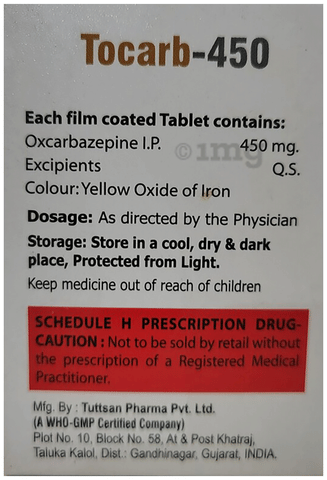 Tocarb-450
Each film coated Tablet contains:
Oxcarbazepine I.P. 450 mg.
Excipients Q.S.
Colour: Yellow Oxide of Iron
Dosage: As directed by the Physician
Storage: Store in a cool, dry & dark
place, Protected from Light.
Keep medicine out of reach of children
SCHEDULE H PRESCRIPTION DRUG-
CAUTION : Not to be sold by retail without
the prescription of a Registered Medical
Practitioner.
Mfg. By : Tuttsan Pharma Pvt. Ltd.
(A WHO-GMP Certified Company)
Plot No. 10, Block No. 58, At & Post Khatraj,
Taluka Kalol, Dist.: Gandhinagar, Gujarat, INDIA.
©1mg